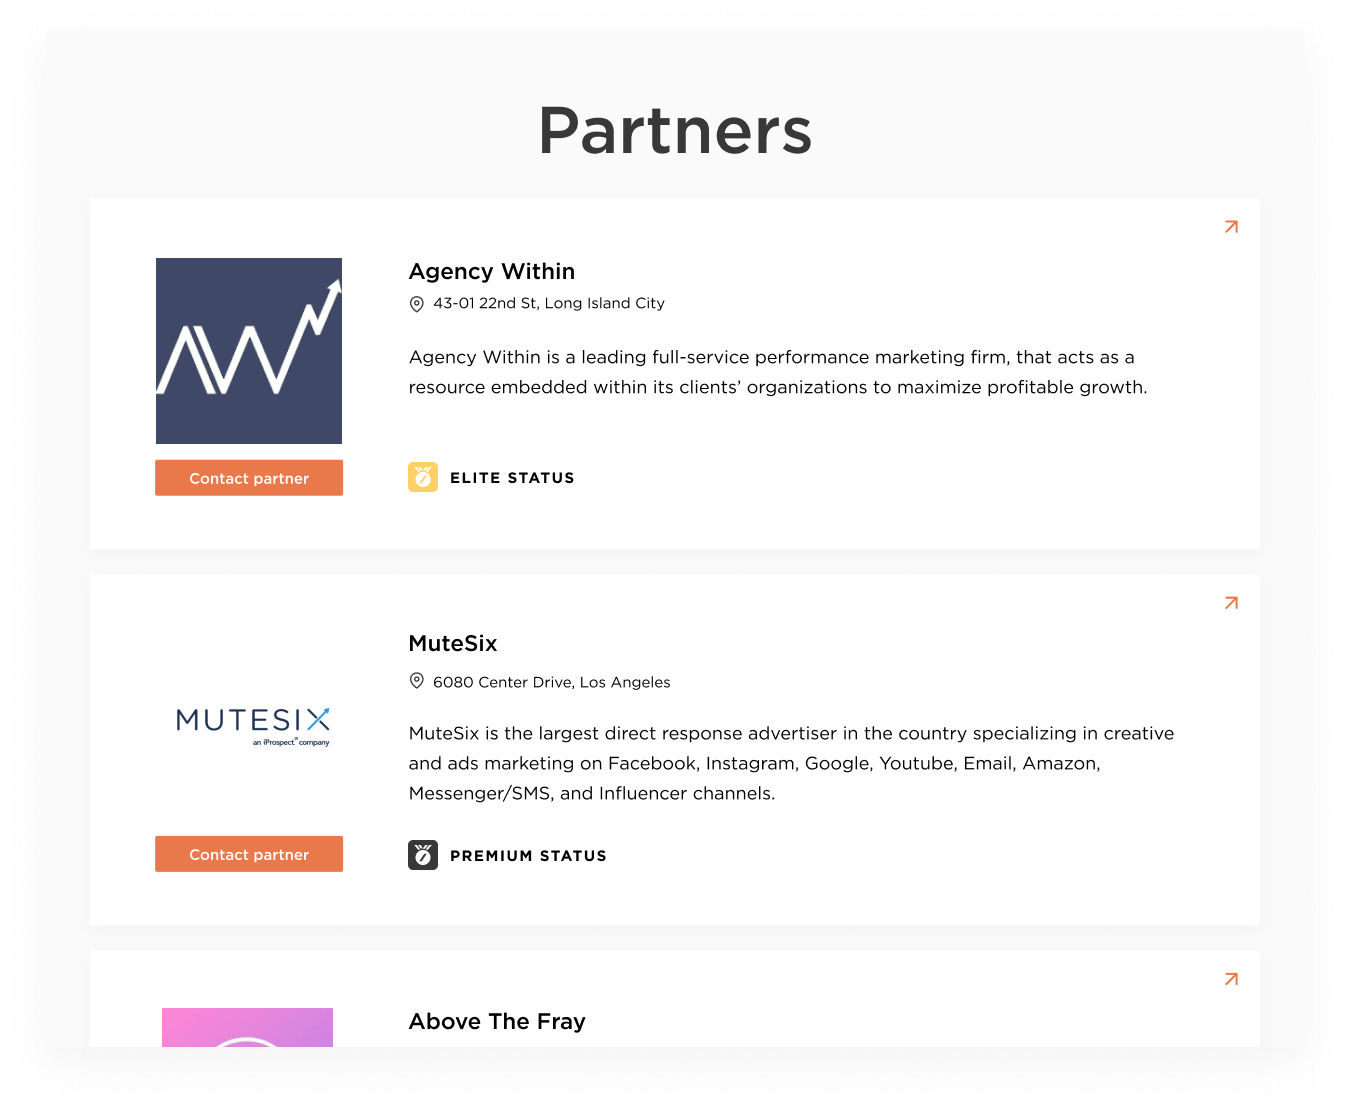 Partners
Agency Within
43-01 22nd St, Long Island City
Agency Within is a leading full-service performance marketing firm, that acts as a
resource embedded within its clients’ organizations to maximize profitable growth.
AW
Contact partner
ELITE STATUS
MuteSix
6080 Center Drive, Los Angeles
MUTESIX
an iProspect® company
MuteSix is the largest direct response advertiser in the country specializing in creative
and ads marketing on Facebook, Instagram, Google, Youtube, Email, Amazon,
Messenger/SMS, and Influencer channels.
Contact partner
PREMIUM STATUS
Above The Fray